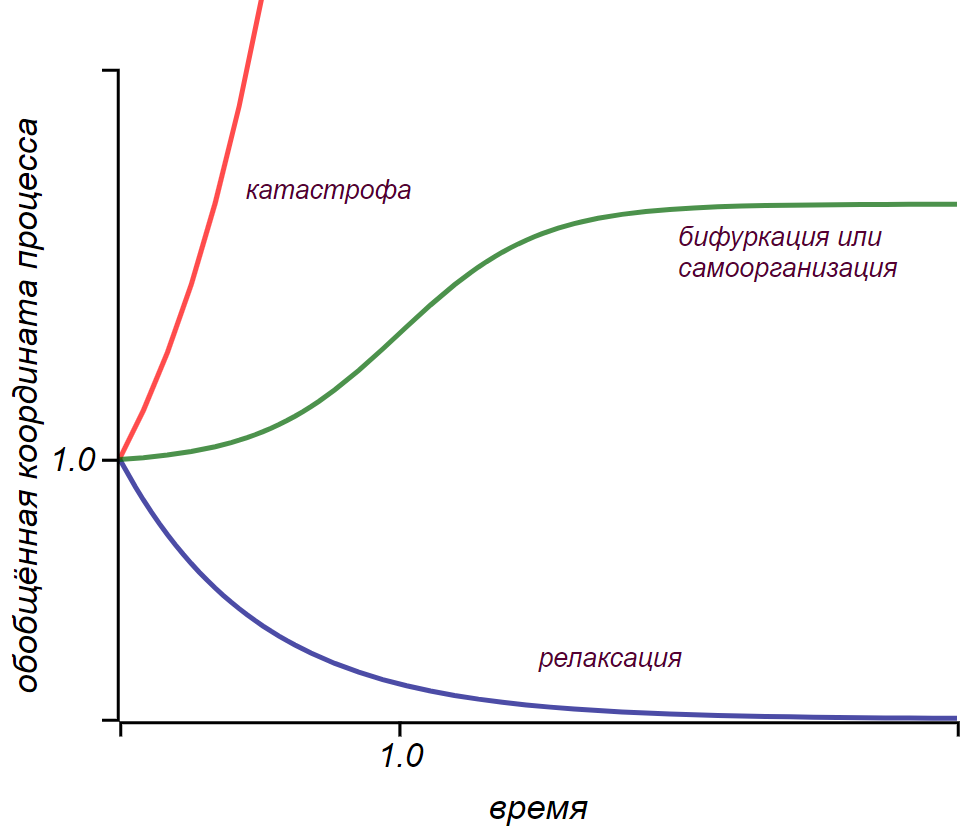 обобщённая координата процесса
катастрофа
бифуркация или
самоорганизация
1.0
релаксация
1.0
время